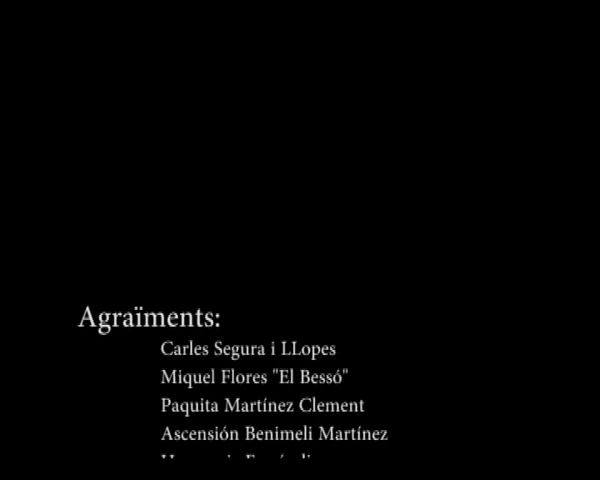 Agraïments:
Carles Segura i LLopes
Miquel Flores "El Bessó"
Paquita Martínez Clement
Ascensión Benimeli Martínez